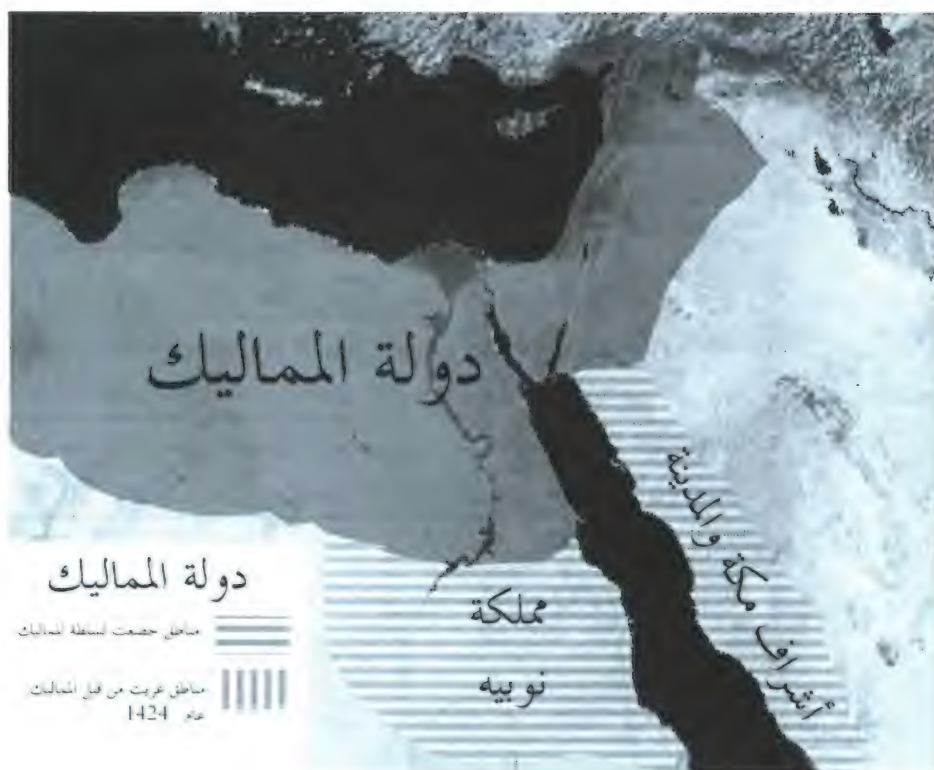 دولة المماليك
أشراف مكة والمدينة
مملكة
نوبيه
دولة المماليك
مناطق خضعت لسلطة المماليك
مناطق غزيت من قبل المماليك
عام 1424